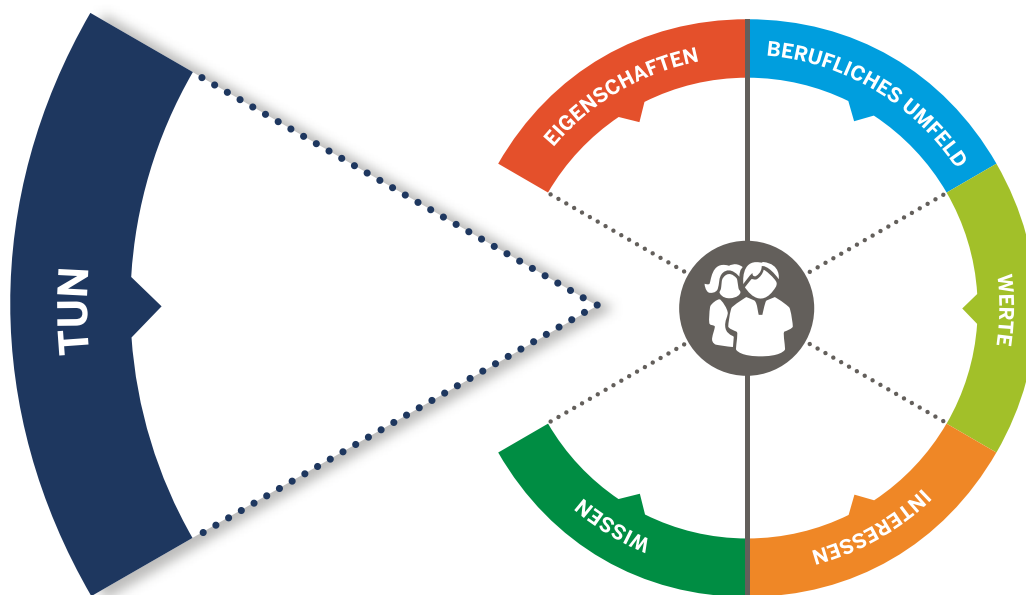 TUN
EIGENSCHAFTEN
BERUFLICHES UMFELD
WERTE
INTERESSEN
WISSEN